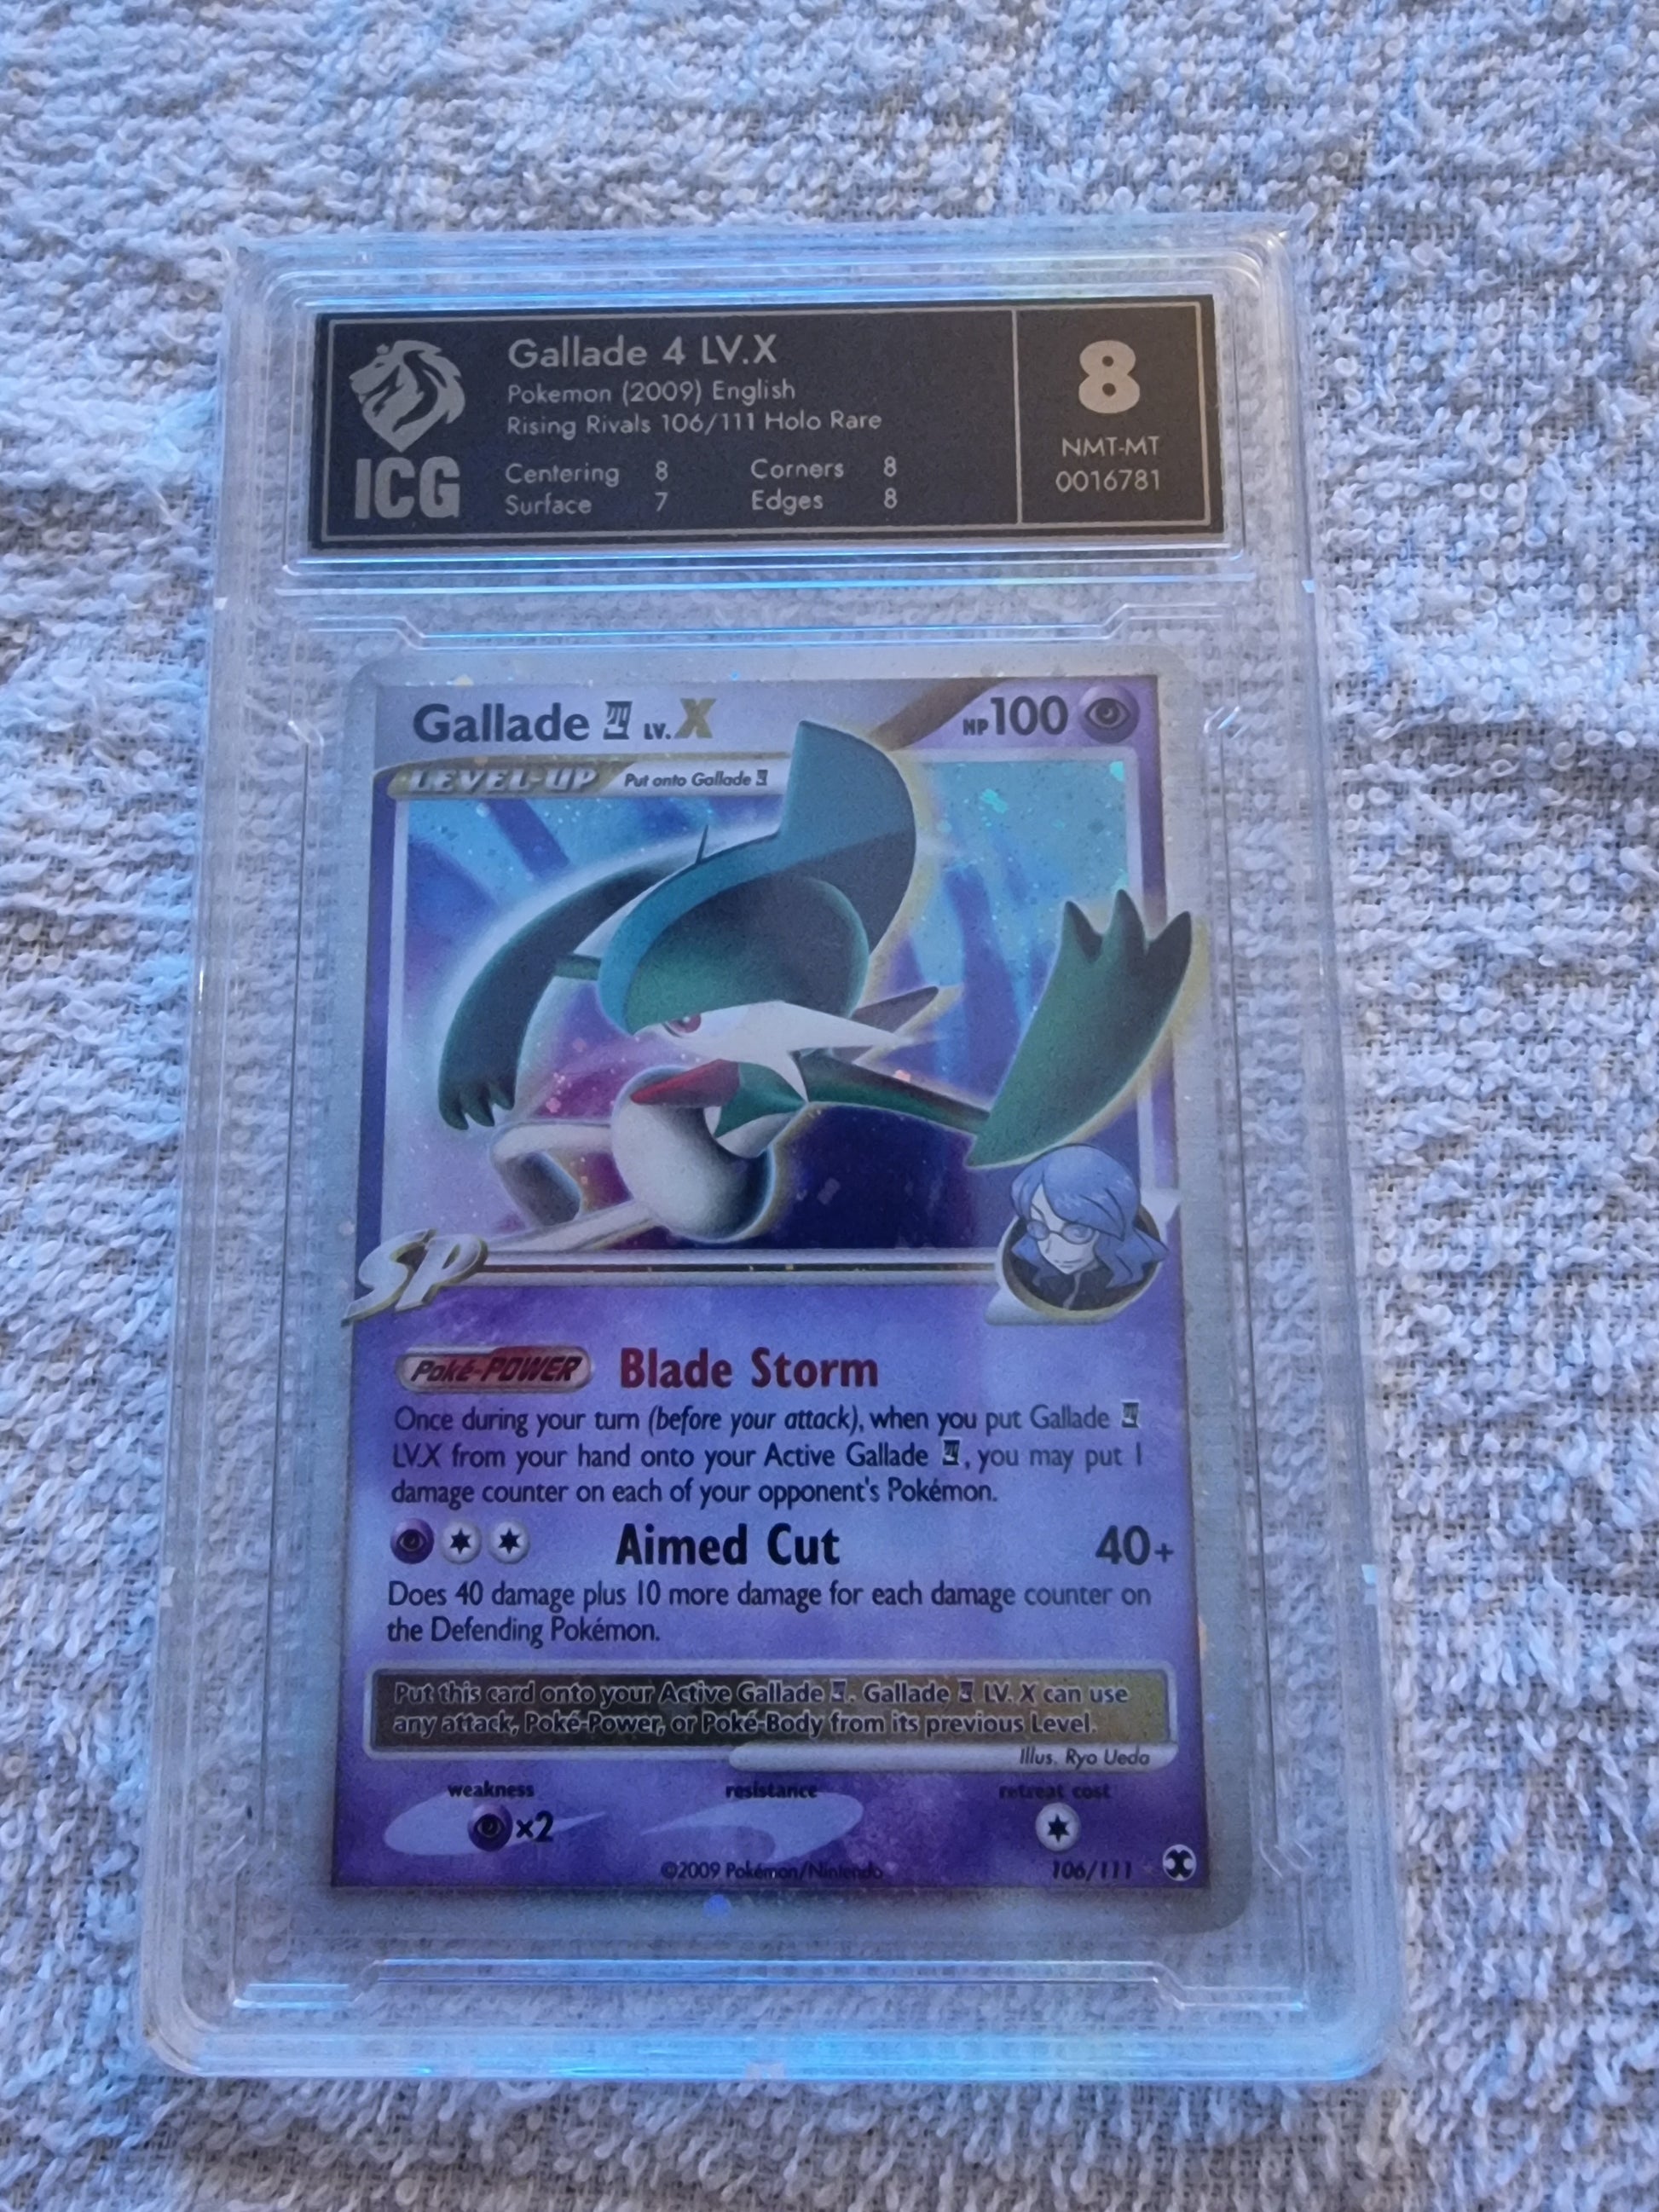 Gallade 4 LV.X
Pokemon (2009) English
Rising Rivals 106/111 Holo Rare
Centering 8 Corners 8
Surface 7 Edges 8
ICG
8
NMT-MT
0016781
Gallade 4 LV.X HP100
LEVEL-UP Put onto Gallade 4
SP
Poké-POWER Blade Storm
Once during your turn (before your attack), when you put Gallade 4
LV.X from your hand onto your Active Gallade 4, you may put 1
damage counter on each of your opponent's Pokémon.
Aimed Cut 40+
Does 40 damage plus 10 more damage for each damage counter on
the Defending Pokémon.
Put this card onto your Active Gallade 4. Gallade 4 LV. X can use
any attack, Poké-Power, or Poké-Body from its previous Level.
Illus. Ryo Ueda
weakness resistance retreat cost
×2
©2009 Pokémon/Nintendo 106/111